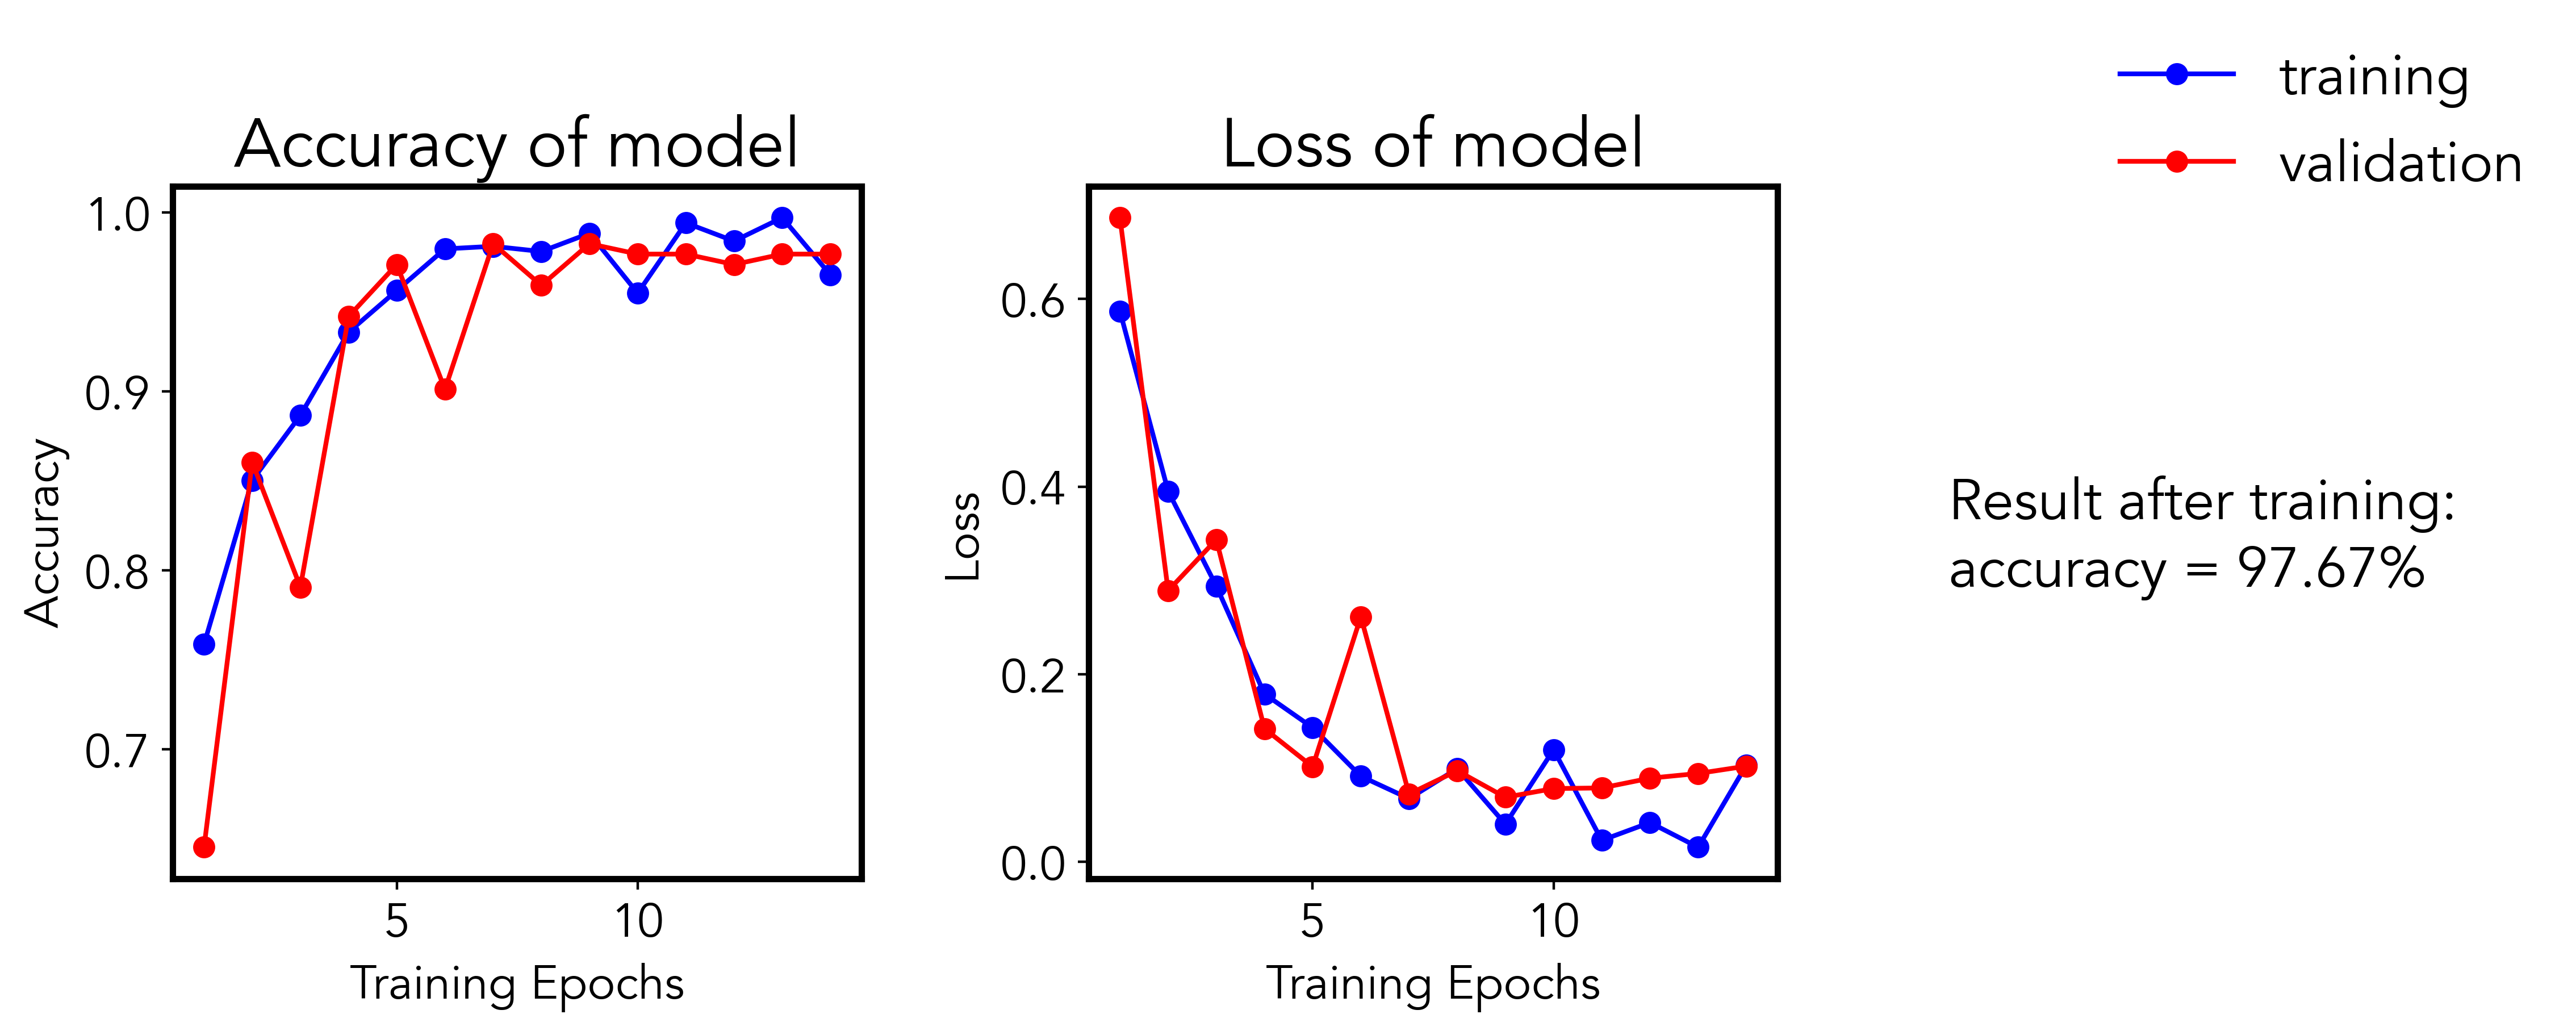 training
validation
Accuracy of model
1.0
0.9
0.8
0.7
Accuracy
5 10
Training Epochs
Loss of model
0.6
0.4
0.2
0.0
Loss
5 10
Training Epochs
Result after training:
accuracy = 97.67%